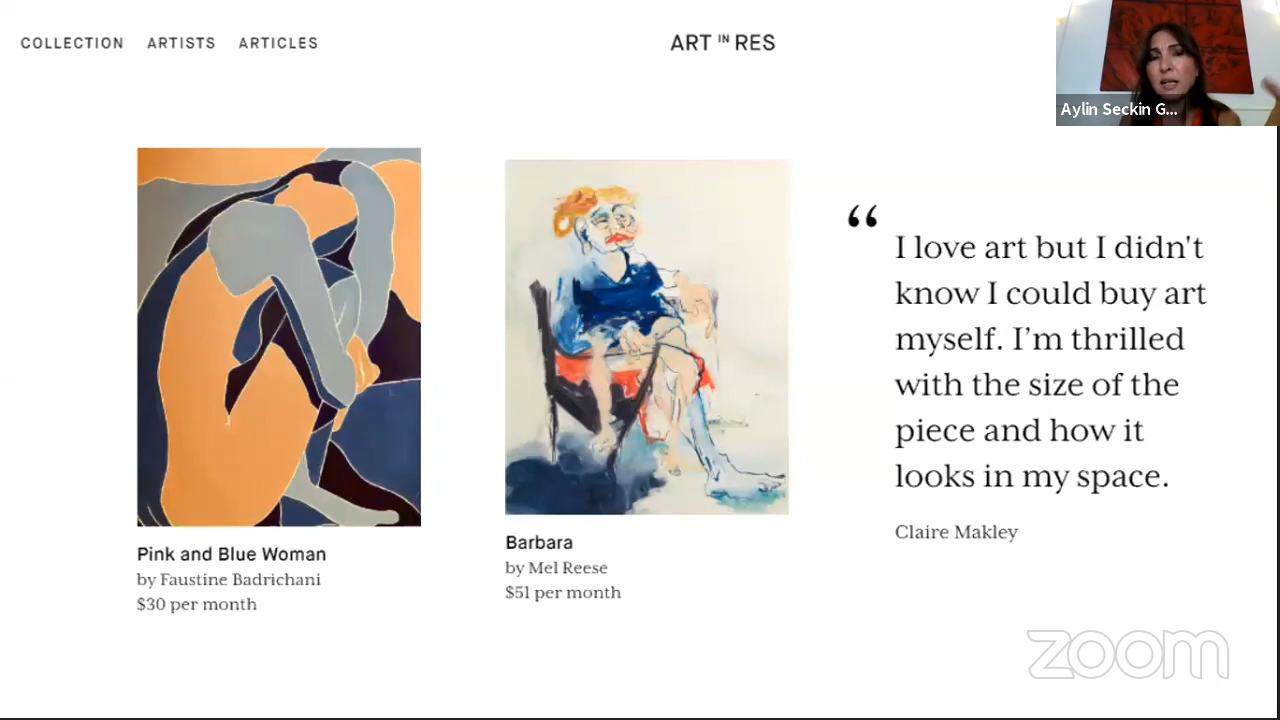 COLLECTION ARTISTS ARTICLES
ART IN RES
Aylin Seckin G...
“
I love art but I didn't
know I could buy art
myself. I’m thrilled
with the size of the
piece and how it
looks in my space.
Claire Makley
Pink and Blue Woman
by Faustine Badrichani
$30 per month
Barbara
by Mel Reese
$51 per month
zoom